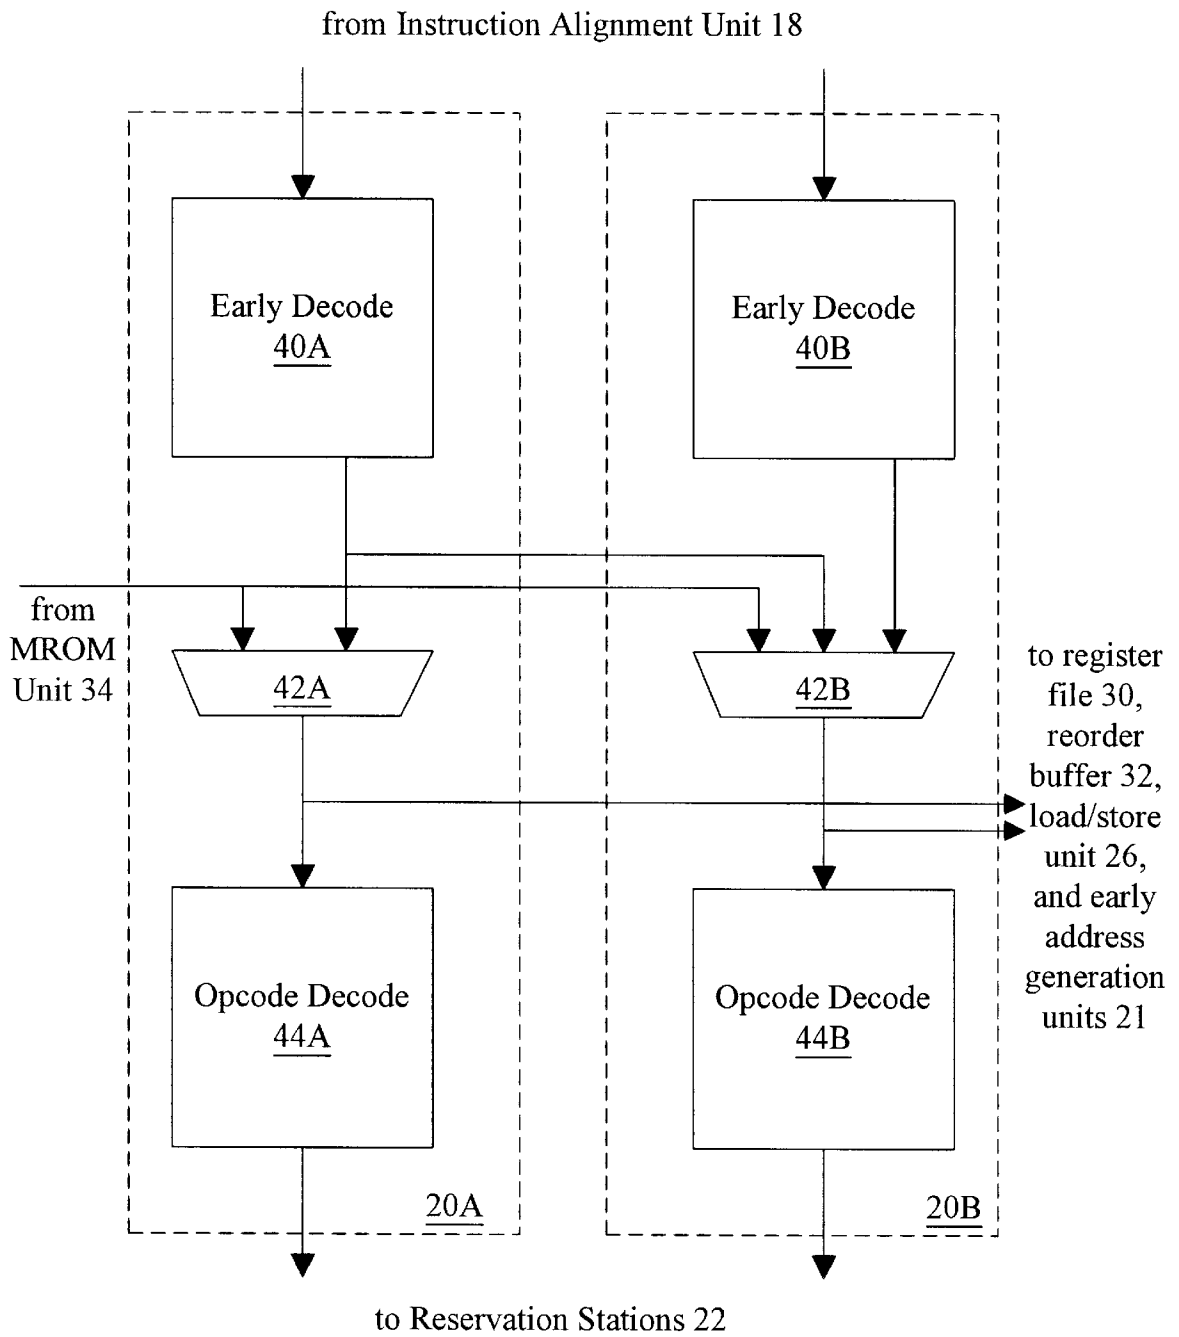 from Instruction Alignment Unit 18
Early Decode
40A
Early Decode
40B
from
MROM
Unit 34
42A
42B
to register
file 30,
reorder
buffer 32,
load/store
unit 26,
and early
address
generation
units 21
Opcode Decode
44A
Opcode Decode
44B
20A
20B
to Reservation Stations 22